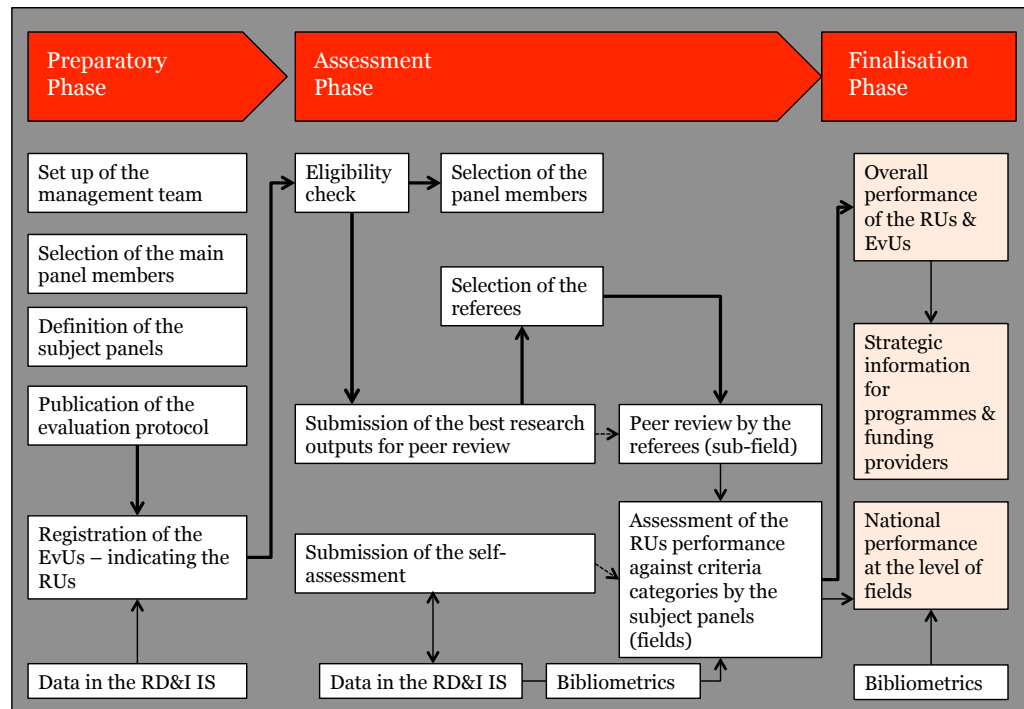 Preparatory
Phase
Assessment
Phase
Finalisation
Phase
Set up of the
management team
Selection of the main
panel members
Definition of the
subject panels
Publication of the
evaluation protocol
Registration of the
EvUs – indicating the
RUs
Data in the RD&I IS
Eligibility
check
Selection of the
panel members
Selection of the
referees
Submission of the best research
outputs for peer review
Peer review by the
referees (sub-field)
Submission of the self-
assessment
Assessment of the
RUs performance
against criteria
categories by the
subject panels
(fields)
Data in the RD&I IS
Bibliometrics
Overall
performance
of the RUs &
EvUs
Strategic
information
for
programmes &
funding
providers
National
performance
at the level of
fields
Bibliometrics